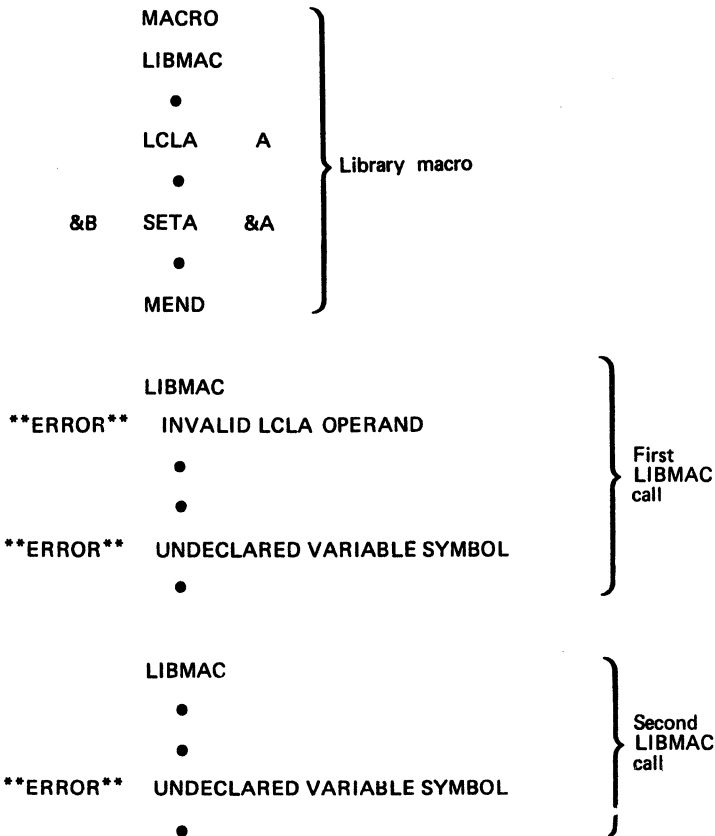 MACRO
LIBMAC
•
LCLA A
•
&B SETA &A
•
MEND
Library macro
LIBMAC
**ERROR** INVALID LCLA OPERAND
•
•
**ERROR** UNDECLARED VARIABLE SYMBOL
•
First
LIBMAC
call
LIBMAC
•
•
**ERROR** UNDECLARED VARIABLE SYMBOL
•
Second
LIBMAC
call